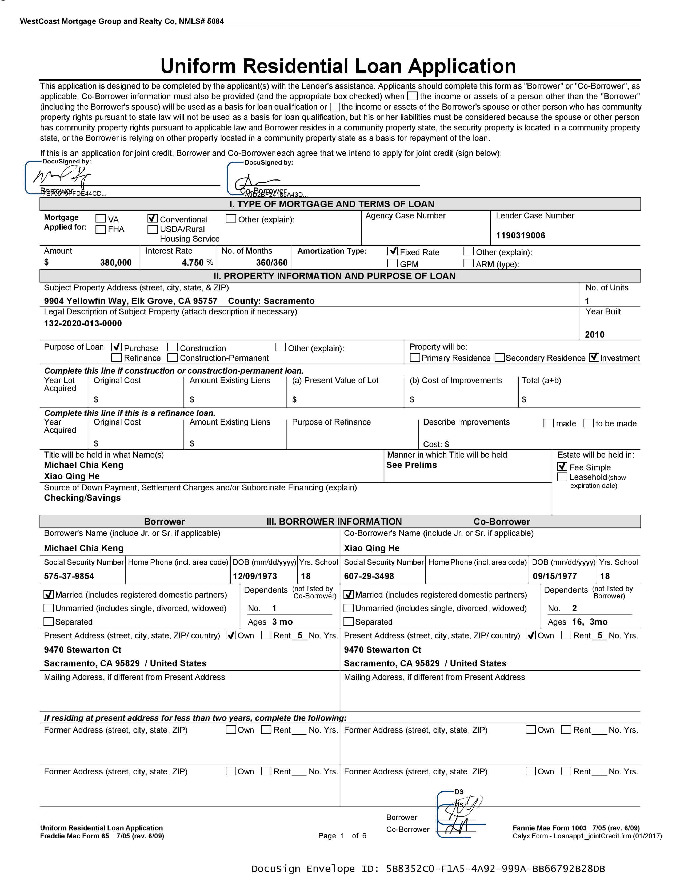 WestCoast Mortgage Group and Realty Co, NMLS# 5084
Uniform Residential Loan Application
This application is designed to be completed by the applicant(s) with the Lender's assistance. Applicants should complete this form as "Borrower" or "Co-Borrower", as
applicable. Co-Borrower information must also be provided (and the appropriate box checked) when the income or assets of a person other than the "Borrower"
(including the Borrower's spouse) will be used as a basis for loan qualification or the income or assets of the Borrower's spouse or other person who has community
property rights pursuant to state law will not be used as a basis for loan qualification, but his or her liabilities must be considered because the spouse or other person
has community property rights pursuant to applicable law and Borrower resides in a community property state, the security property is located in a community property
state, or the Borrower is relying on other property located in a community property state as a basis for repayment of the loan.
If this is an application for joint credit, Borrower and Co-Borrower each agree that we intend to apply for joint credit (sign below):
DocuSigned by: DocuSigned by:
Borrower Co-Borrower
I. TYPE OF MORTGAGE AND TERMS OF LOAN
Mortgage VA Conventional Other (explain): Agency Case Number Lender Case Number
Applied for: FHA USDA/Rural
Housing Service 1190319006
Amount Interest Rate No. of Months Amortization Type: Fixed Rate Other (explain):
$ 380,000 4.750 % 360/360 GPM ARM (type):
II. PROPERTY INFORMATION AND PURPOSE OF LOAN
Subject Property Address (street, city, state, & ZIP) No. of Units
9904 Yellowfin Way, Elk Grove, CA 95757 County: Sacramento 1
Legal Description of Subject Property (attach description if necessary) Year Built
132-2020-013-0000
2010
Purpose of Loan Purchase Construction Other (explain): Property will be:
Refinance Construction-Permanent Primary Residence Secondary Residence Investment
Complete this line if construction or construction-permanent loan.
Year Lot Original Cost Amount Existing Liens (a) Present Value of Lot (b) Cost of Improvements Total (a+b)
Acquired
$ $ $ $ $
Complete this line if this is a refinance loan.
Year Original Cost Amount Existing Liens Purpose of Refinance Describe Improvements made to be made
Acquired
$ $ Cost: $
Title will be held in what Name(s) Manner in which Title will be held Estate will be held in:
Michael Chia Keng See Prelims Fee Simple
Xiao Qing He Leasehold (show
Source of Down Payment, Settlement Charges and/or Subordinate Financing (explain) expiration date)
Checking/Savings
Borrower III. BORROWER INFORMATION Co-Borrower
Borrower's Name (include Jr. or Sr. if applicable) Co-Borrower's Name (include Jr. or Sr. if applicable)
Michael Chia Keng Xiao Qing He
Social Security Number Home Phone (incl. area code) DOB (mm/dd/yyyy) Yrs. School Social Security Number Home Phone (incl. area code) DOB (mm/dd/yyyy) Yrs. School
575-37-9854 12/09/1973 18 607-29-3498 09/15/1977 18
Married (includes registered domestic partners) Dependents (not listed by Co-Borrower) Married (includes registered domestic partners) Dependents (not listed by Borrower)
Unmarried (includes single, divorced, widowed) No. 1 Unmarried (includes single, divorced, widowed) No. 2
Separated Ages 3 mo Separated Ages 16, 3mo
Present Address (street, city, state, ZIP/ country) Own Rent 5 No. Yrs. Present Address (street, city, state, ZIP/ country) Own Rent 5 No. Yrs.
9470 Stewarton Ct 9470 Stewarton Ct
Sacramento, CA 95829 / United States Sacramento, CA 95829 / United States
Mailing Address, if different from Present Address Mailing Address, if different from Present Address
If residing at present address for less than two years, complete the following:
Former Address (street, city, state, ZIP) Own Rent No. Yrs. Former Address (street, city, state, ZIP) Own Rent No. Yrs.
Former Address (street, city, state, ZIP) Own Rent No. Yrs. Former Address (street, city, state, ZIP) Own Rent No. Yrs.
DS
Borrower
Co-Borrower
Uniform Residential Loan Application Fannie Mae Form 1003 7/05 (rev. 6/09)
Freddie Mac Form 65 7/05 (rev. 6/09) Page 1 of 6 Calyx Form - Loanapp1_jointCredit.frm (01/2017)
DocuSign Envelope ID: 5B8352C0-F1A5-4A92-999A-BB66792B28DB